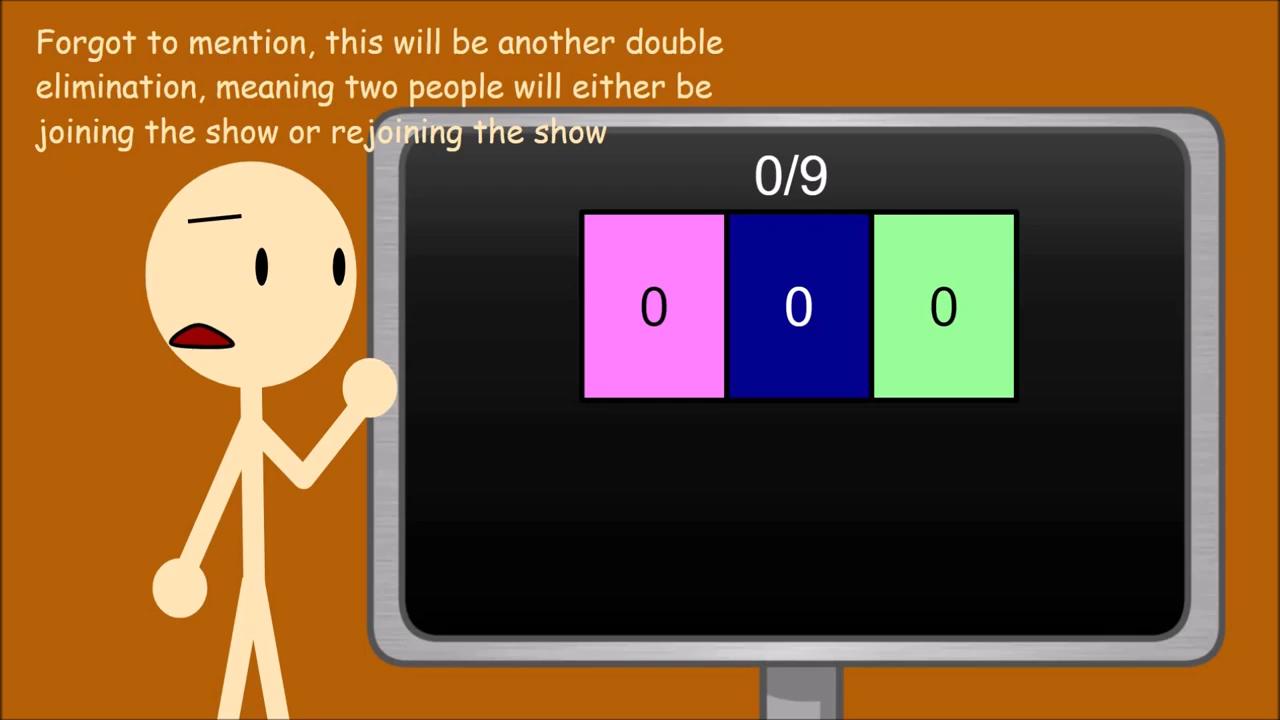 Forgot to mention, this will be another double
elimination, meaning two people will either be
joining the show or rejoining the show
0/9
0 0 0